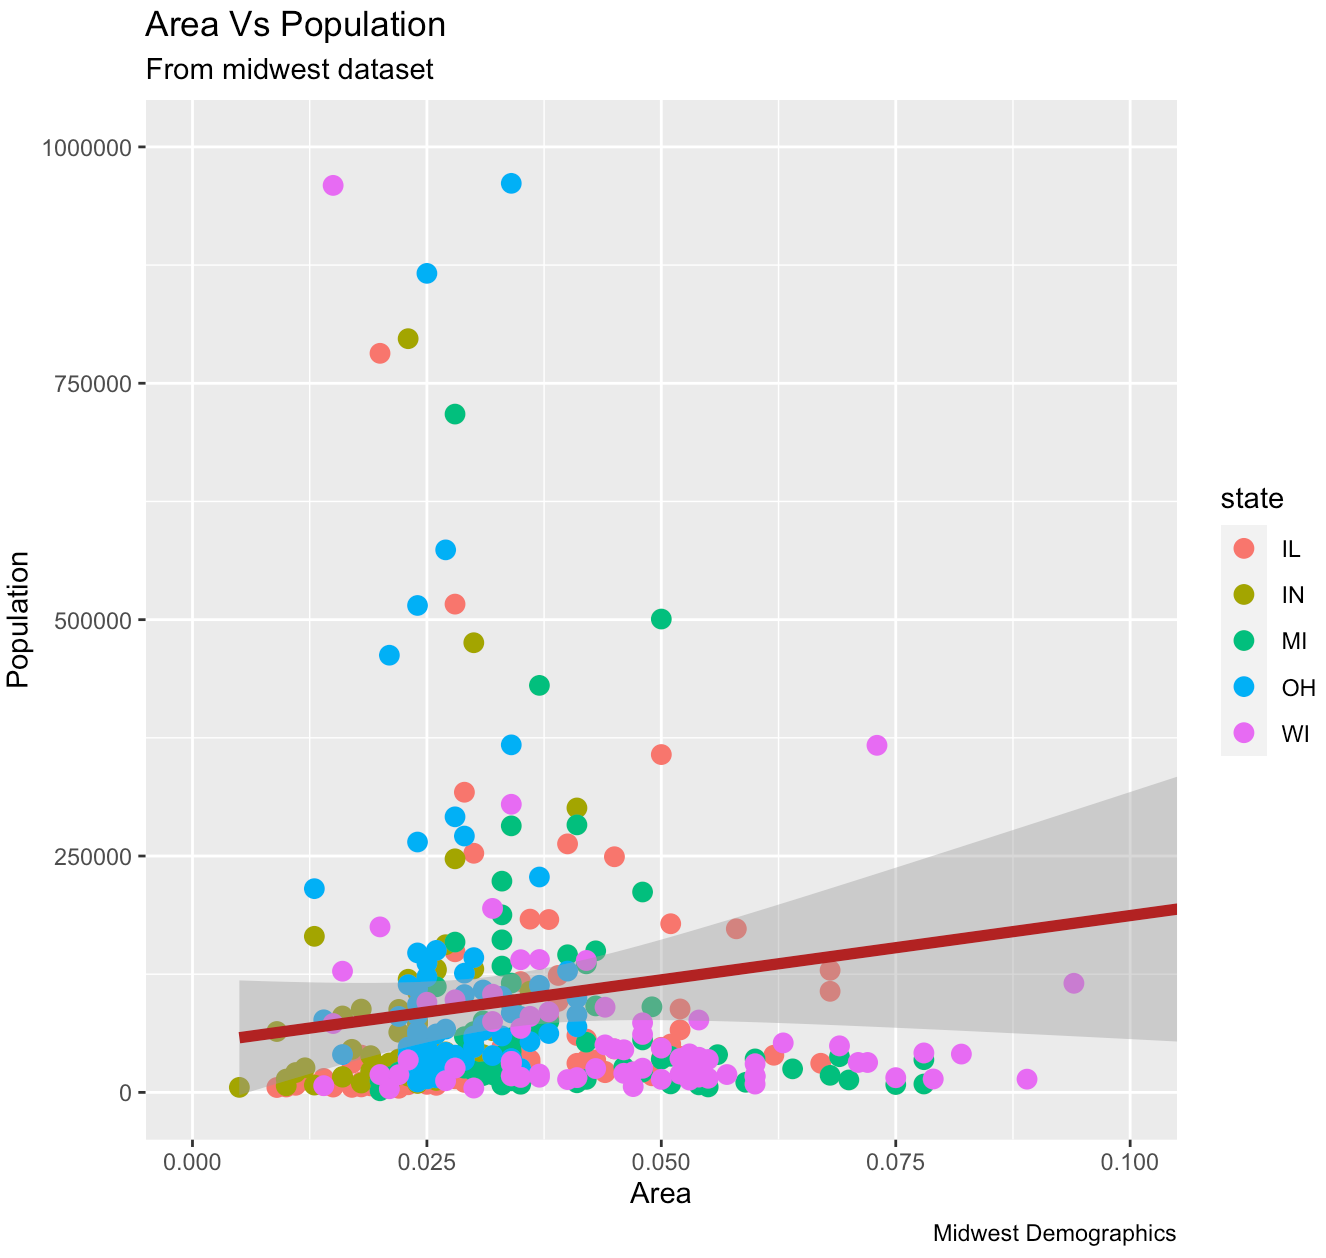 Area Vs Population
From midwest dataset
1000000
750000
500000
250000
0
Population
0.000 0.025 0.050 0.075 0.100
Area
state
IL
IN
MI
OH
WI
Midwest Demographics